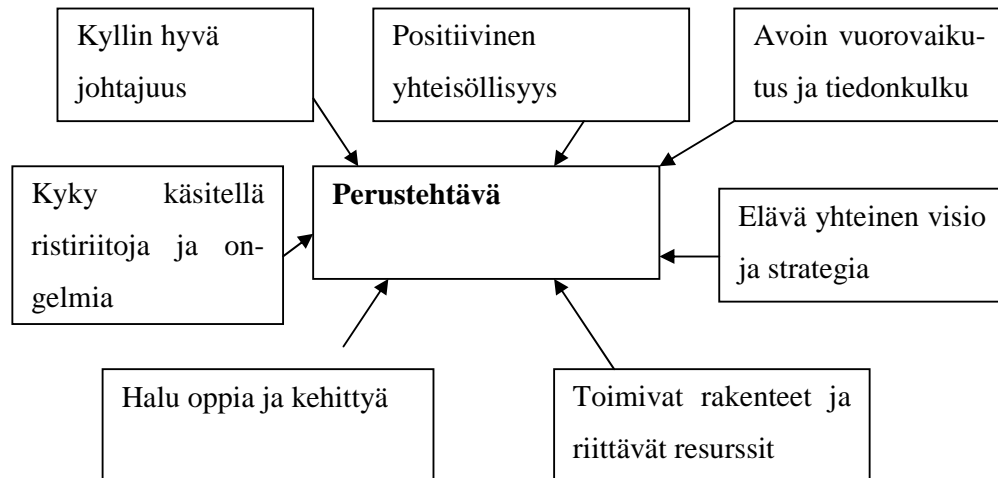 Kyllin hyvä
johtajuus
Positiivinen
yhteisöllisyys
Avoin vuorovaiku-
tus ja tiedonkulku
Kyky käsitellä
ristiriitoja ja on-
gelmia
Perustehtävä
Elävä yhteinen visio
ja strategia
Halu oppia ja kehittyä
Toimivat rakenteet ja
riittävät resurssit